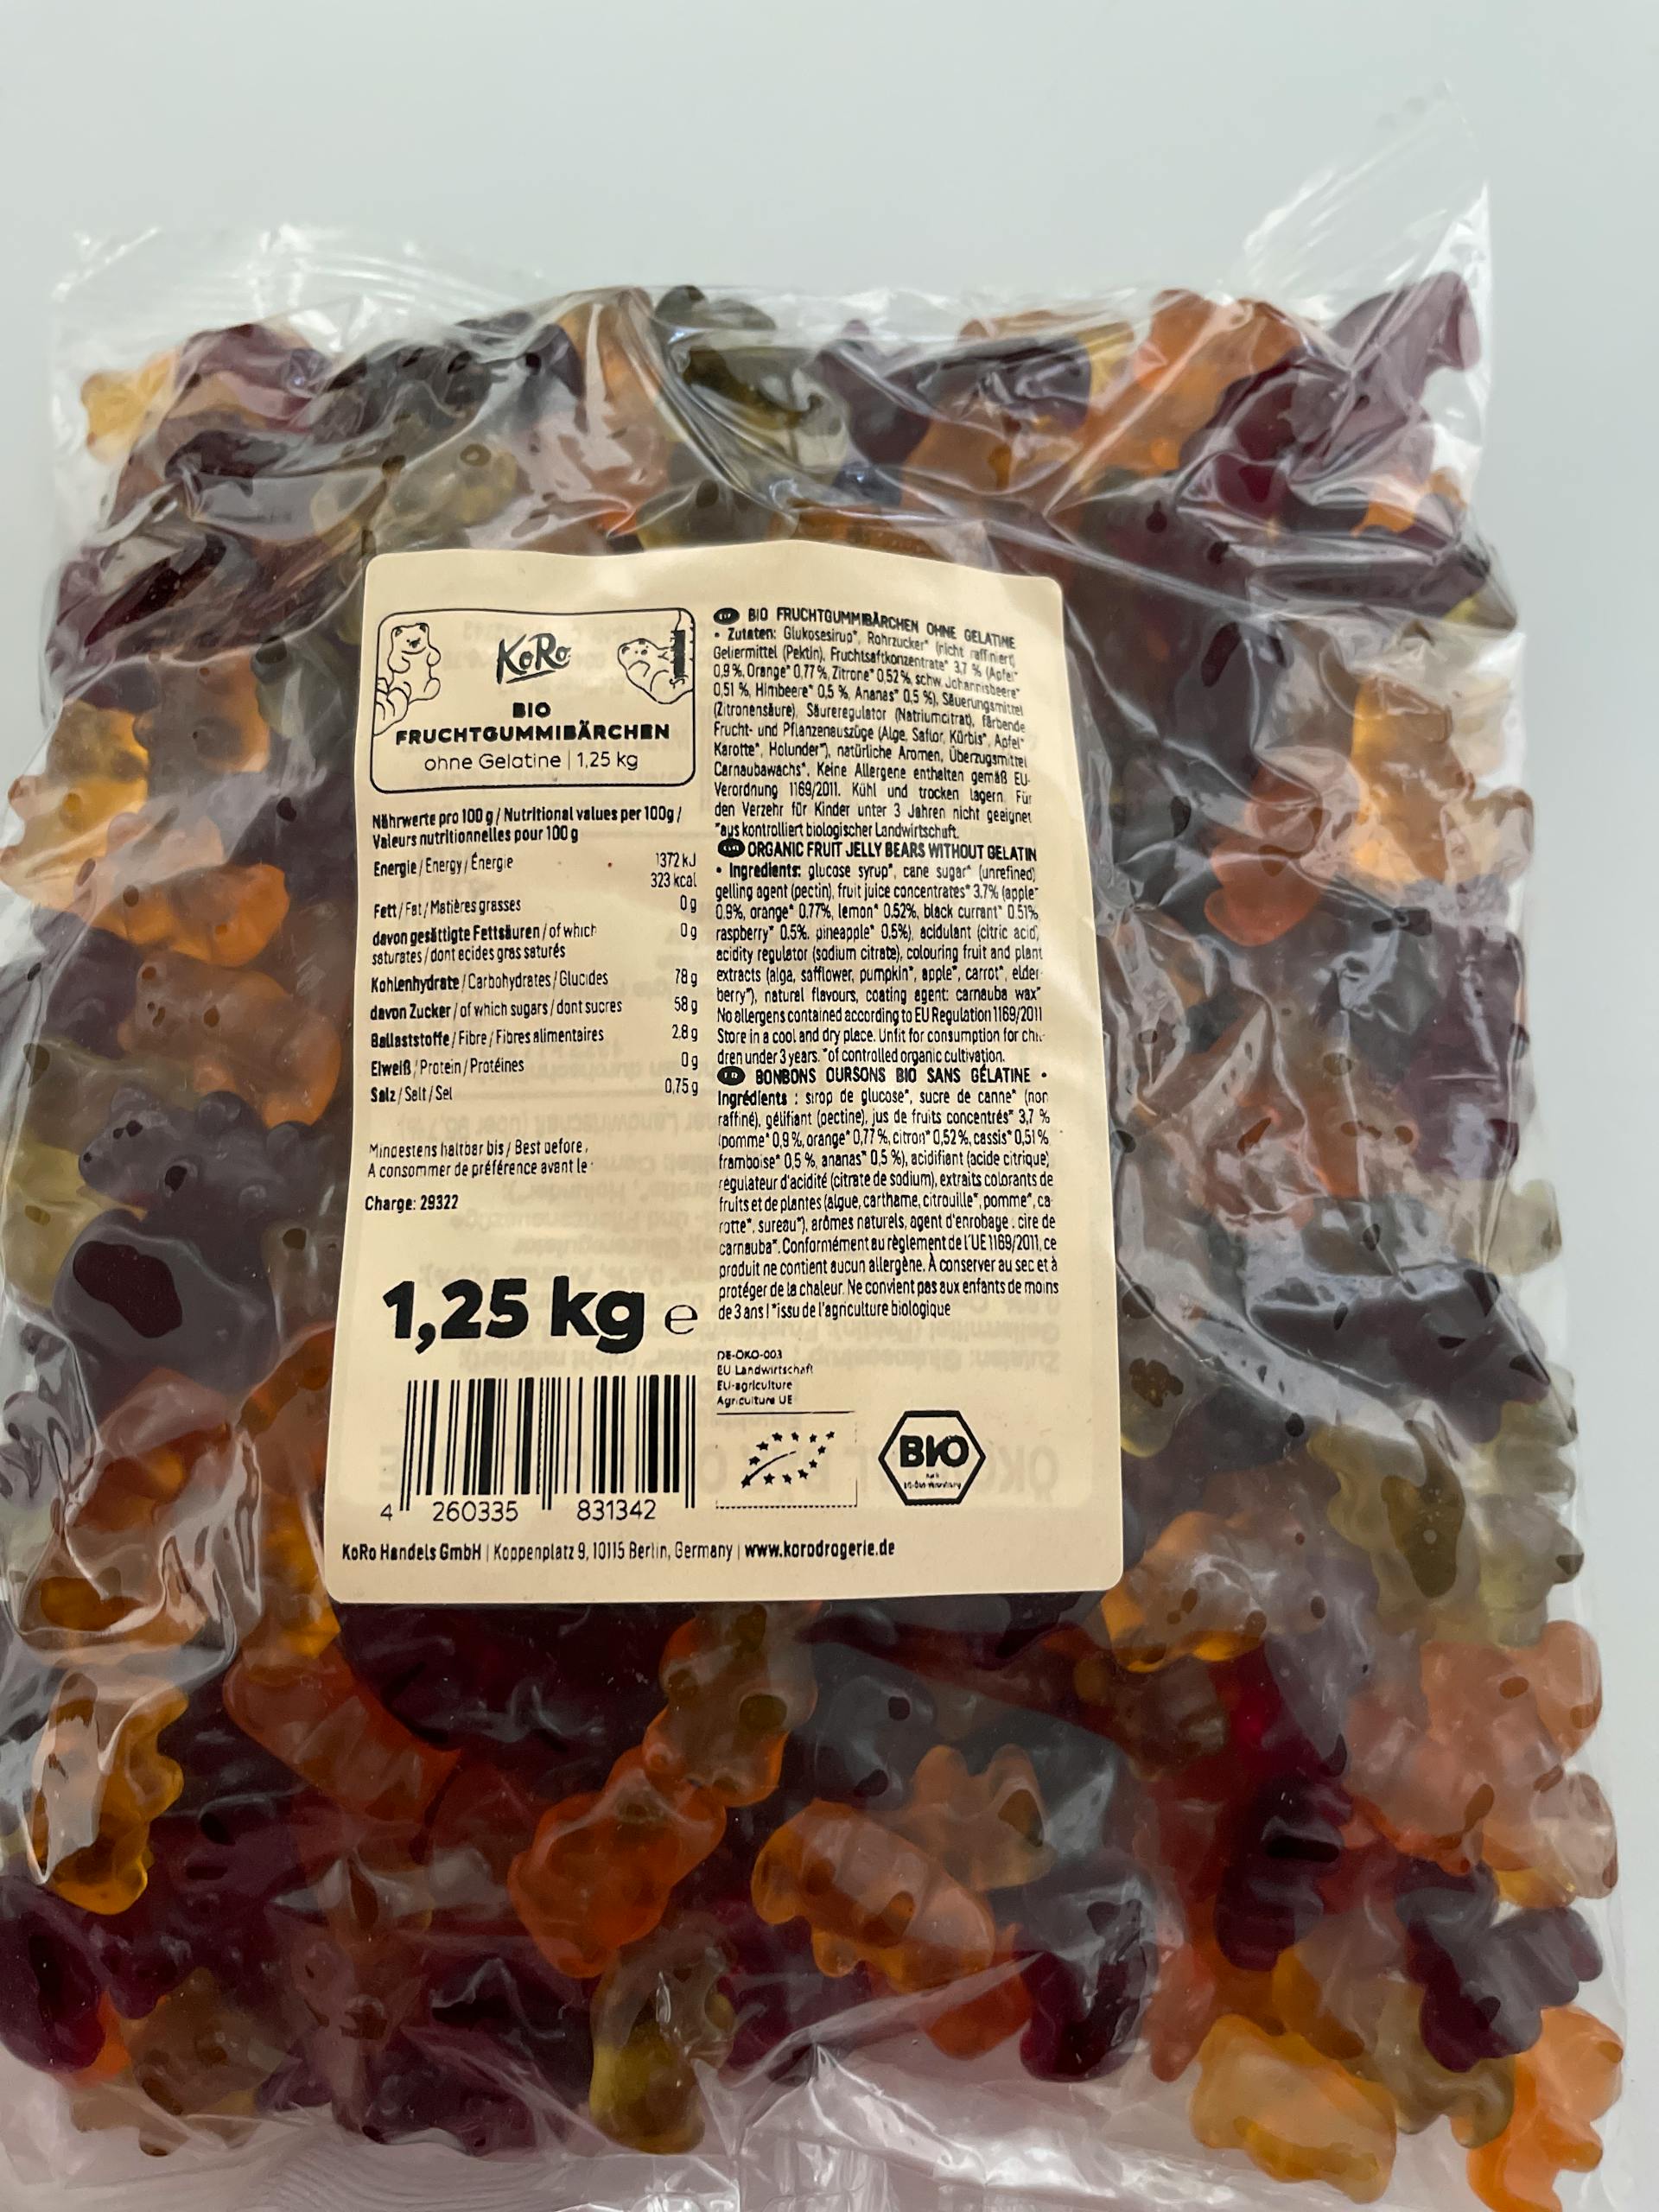 KoRo
BIO
FRUCHTGUMMIBÄRCHEN
ohne Gelatine | 1,25 kg
Nährwerte pro 100 g / Nutritional values per 100g /
Valeurs nutritionnelles pour 100 g
Energie / Energy / Énergie 1372 kJ
323 kcal
Fett / Fat / Matières grasses 0 g
davon gesättigte Fettsäuren / of which 0 g
saturates / dont acides gras saturés
Kohlenhydrate / Carbohydrates / Glucides 78 g
davon Zucker / of which sugars / dont sucres 58 g
Ballaststoffe / Fibre / Fibres alimentaires 2.8 g
Eiweiß / Protein / Protéines 0 g
Salz / Salt / Sel 0,75 g
Mindestens haltbar bis / Best before,
A consommer de préférence avant le
Charge: 29322
1,25 kg e
4 260335 831342
BIO FRUCHTGUMMIBÄRCHEN OHNE GELATINE
• Zutaten: Glukosesirup*, Rohrzucker* (nicht raffiniert)
Geliermittel (Pektin), Fruchtsaftkonzentrate* 3,7 % (Apfel*
0,9 %, Orange* 0,77 %, Zitrone* 0,52 %, schw. Johannisbeere*
0,51 %, Himbeere* 0,5 %, Ananas* 0,5 %), Säuerungsmittel
(Zitronensäure), Säureregulator (Natriumcitrat), färbende
Frucht- und Pflanzenauszüge (Alge, Saflor, Kürbis*, Apfel*
Karotte*, Holunder*), natürliche Aromen, Überzugsmittel
Carnaubawachs*. Keine Allergene enthalten gemäß EU-
Verordnung 1169/2011. Kühl und trocken lagern. Für
den Verzehr für Kinder unter 3 Jahren nicht geeignet
*aus kontrolliert biologischer Landwirtschaft.
ORGANIC FRUIT JELLY BEARS WITHOUT GELATIN
• Ingredients: glucose syrup*, cane sugar* (unrefined)
gelling agent (pectin), fruit juice concentrates* 3.7% (apple*
0.9%, orange* 0.77%, lemon* 0.52%, black currant* 0.51%,
raspberry* 0.5%, pineapple* 0.5%), acidulant (citric acid),
acidity regulator (sodium citrate), colouring fruit and plant
extracts (alga, safflower, pumpkin*, apple*, carrot*, elder-
berry*), natural flavours, coating agent: carnauba wax*
No allergens contained according to EU Regulation 1169/2011
Store in a cool and dry place. Unfit for consumption for chil-
dren under 3 years. *of controlled organic cultivation.
FR BONBONS OURSONS BIO SANS GÉLATINE •
Ingrédients : sirop de glucose*, sucre de canne* (non
raffiné), gélifiant (pectine), jus de fruits concentrés* 3,7 %
(pomme* 0,9 %, orange* 0,77 %, citron* 0,52 %, cassis* 0,51 %
framboise* 0,5 %, ananas* 0,5 %), acidifiant (acide citrique),
régulateur d'acidité (citrate de sodium), extraits colorants de
fruits et de plantes (algue, carthame, citrouille*, pomme*, ca-
rotte*, sureau*), arômes naturels, agent d'enrobage : cire de
carnauba*. Conformément au règlement de l'UE 1169/2011, ce
produit ne contient aucun allergène. À conserver au sec et à
protéger de la chaleur. Ne convient pas aux enfants de moins
de 3 ans ! *issu de l'agriculture biologique
DE-ÖKO-003
EU Landwirtschaft
EU-agriculture
Agriculture UE
BIO
KoRo Handels GmbH | Koppenplatz 9, 10115 Berlin, Germany | www.korodrogerie.de